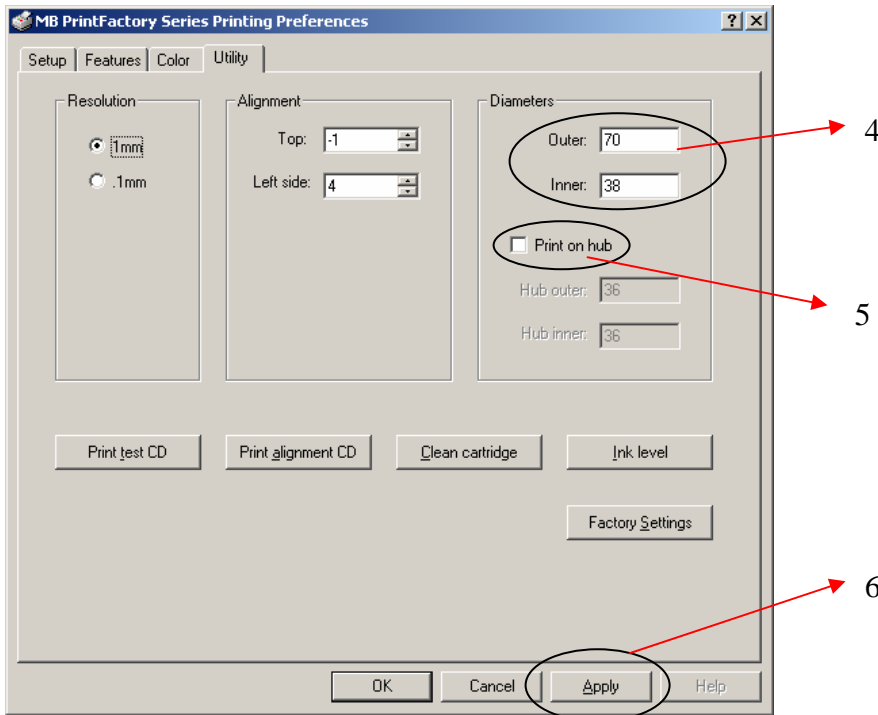 MB PrintFactory Series Printing Preferences
Setup Features Color Utility
Resolution
1mm
.1mm
Alignment
Top: -1
Left side: 4
Diameters
Outer: 70
Inner: 38
Print on hub
Hub outer: 36
Hub inner: 36
4
5
Print test CD Print alignment CD Clean cartridge Ink level
Factory Settings
6
OK Cancel Apply Help